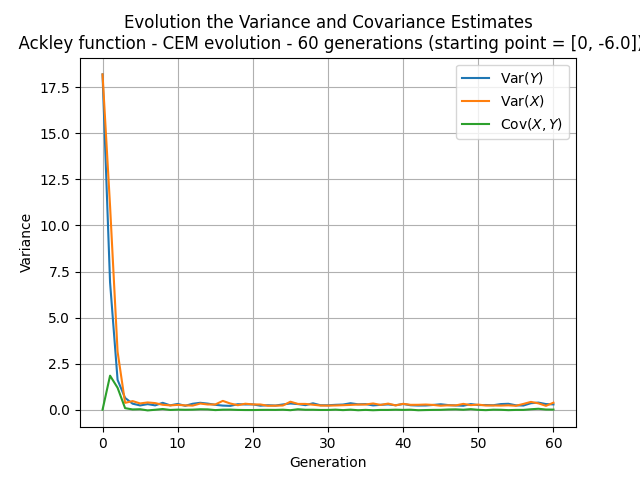 Evolution the Variance and Covariance Estimates
Ackley function - CEM evolution - 60 generations (starting point = [0, -6.0])
Var(Y)
Var(X)
Cov(X, Y)
Variance
17.5
15.0
12.5
10.0
7.5
5.0
2.5
0.0
0 10 20 30 40 50 60
Generation